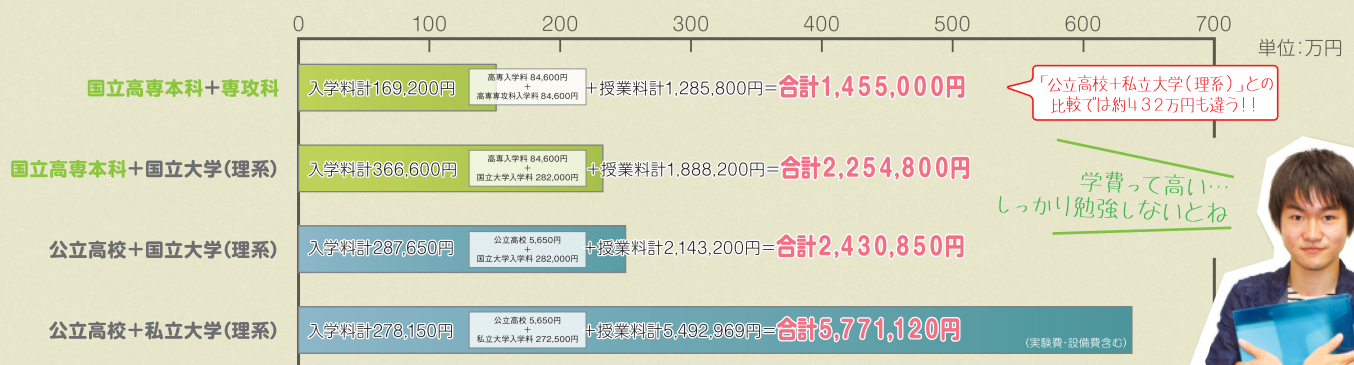 0 100 200 300 400 500 600 700
単位:万円
国立高専本科+専攻科
入学料計169,200円
高専入学料 84,600円
+
高専専攻科入学料 84,600円
+授業料計1,285,800円=合計1,455,000円
「公立高校+私立大学(理系)」との
比較では約432万円も違う!!
国立高専本科+国立大学(理系)
入学料計366,600円
高専入学料 84,600円
+
国立大学入学料 282,000円
+授業料計1,888,200円=合計2,254,800円
学費って高い…
しっかり勉強しないとね
公立高校+国立大学(理系)
入学料計287,650円
公立高校 5,650円
+
国立大学入学料 282,000円
+授業料計2,143,200円=合計2,430,850円
公立高校+私立大学(理系)
入学料計278,150円
公立高校 5,650円
+
私立大学入学料 272,500円
+授業料計5,492,969円=合計5,771,120円
(実験費・設備費含む)